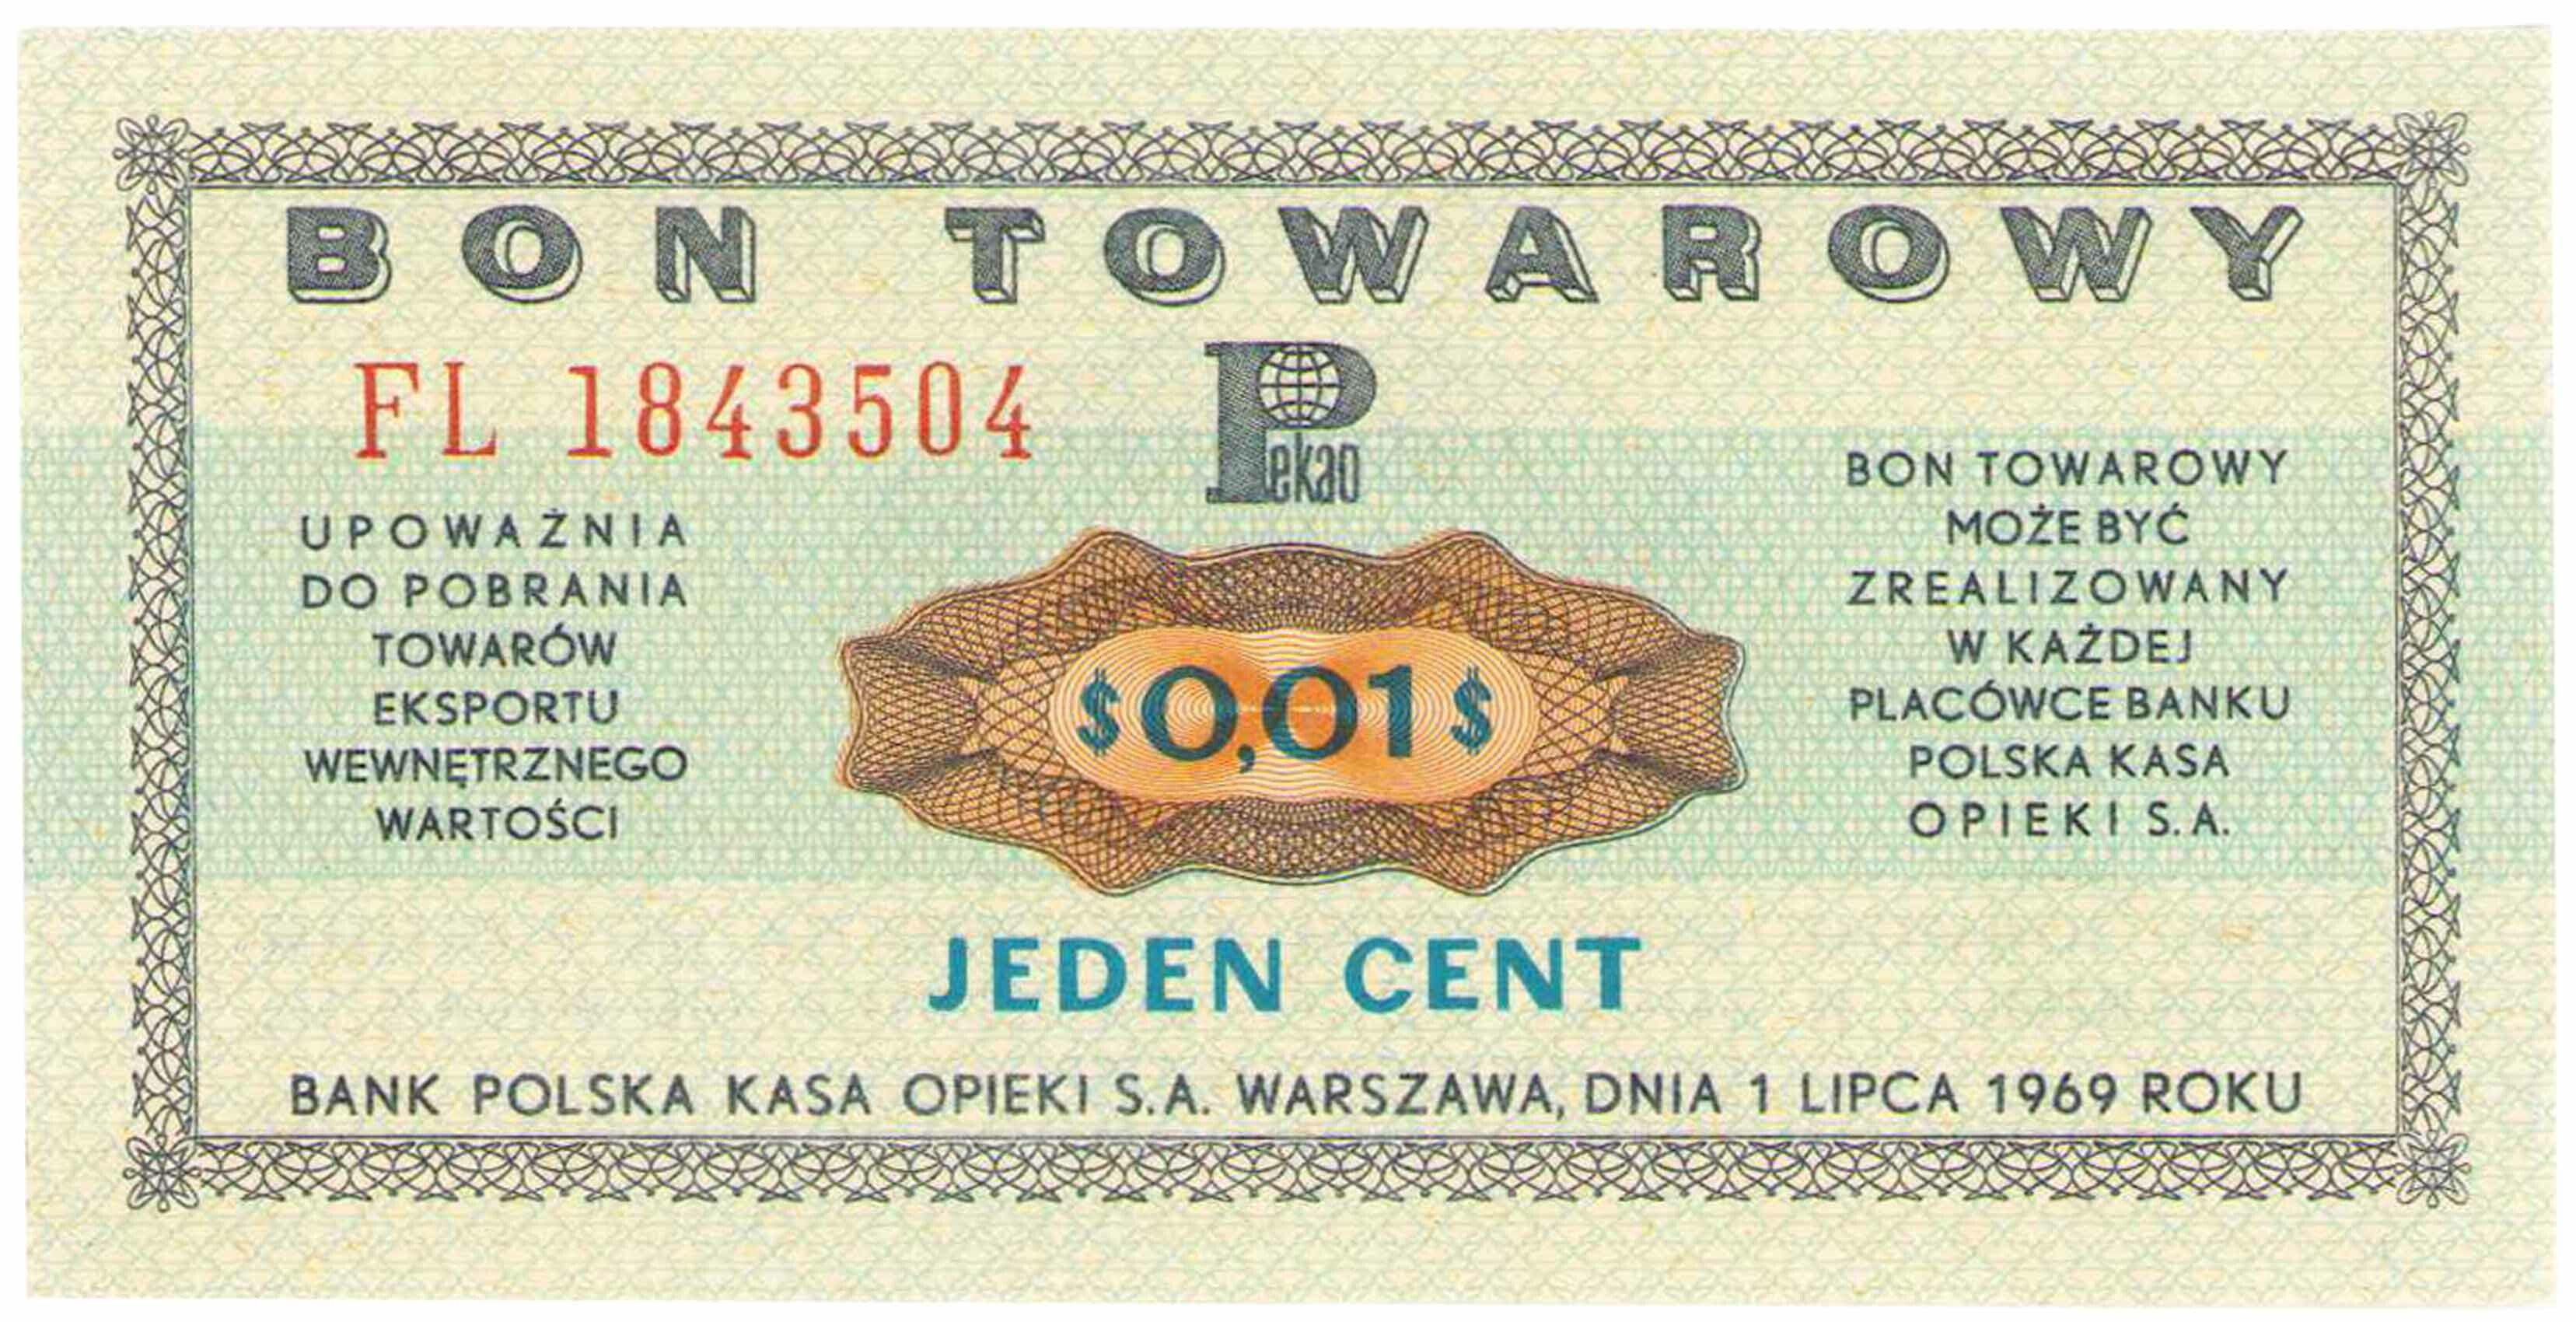 BON TOWAROWY
FL 1843504
Pekao
UPOWAŻNIA
DO POBRANIA
TOWARÓW
EKSPORTU
WEWNĘTRZNEGO
WARTOŚCI
$0,01$
BON TOWAROWY
MOŻE BYĆ
ZREALIZOWANY
W KAŻDEJ
PLACÓWCE BANKU
POLSKA KASA
OPIEKI S.A.
JEDEN CENT
BANK POLSKA KASA OPIEKI S.A. WARSZAWA, DNIA 1 LIPCA 1969 ROKU